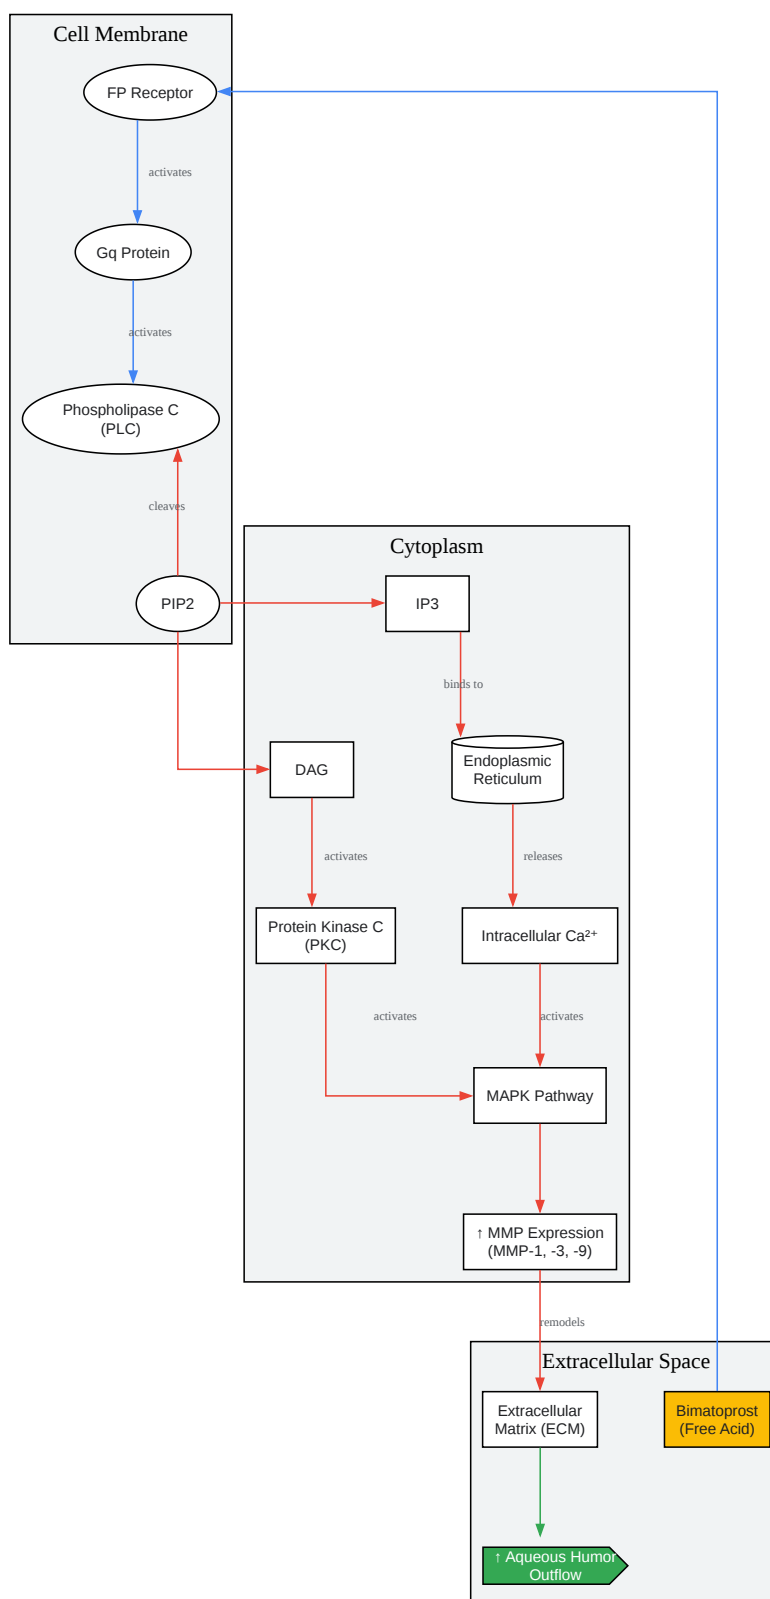 Cell Membrane
FP Receptor
activates
Gq Protein
activates
Phospholipase C
(PLC)
cleaves
Cytoplasm
PIP2
IP3
binds to
DAG
Endoplasmic
Reticulum
activates
releases
Protein Kinase C
(PKC)
Intracellular Ca²⁺
activates
activates
MAPK Pathway
↑ MMP Expression
(MMP-1, -3, -9)
remodels
Extracellular Space
Extracellular
Matrix (ECM)
Bimatoprost
(Free Acid)
↑ Aqueous Humor
Outflow